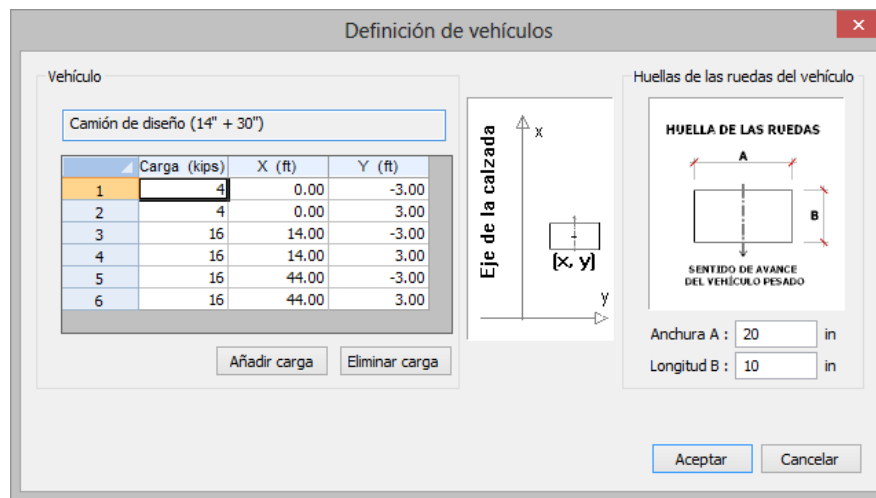 Definición de vehículos
×
Vehículo
Camión de diseño (14" + 30")
Carga (kips) X (ft) Y (ft)
1 4 0.00 -3.00
2 4 0.00 3.00
3 16 14.00 -3.00
4 16 14.00 3.00
5 16 44.00 -3.00
6 16 44.00 3.00
Añadir carga Eliminar carga
Eje de la calzada
x
(x, y)
y
Huellas de las ruedas del vehículo
HUELLA DE LAS RUEDAS
A
B
SENTIDO DE AVANCE
DEL VEHÍCULO PESADO
Anchura A : 20 in
Longitud B : 10 in
Aceptar Cancelar